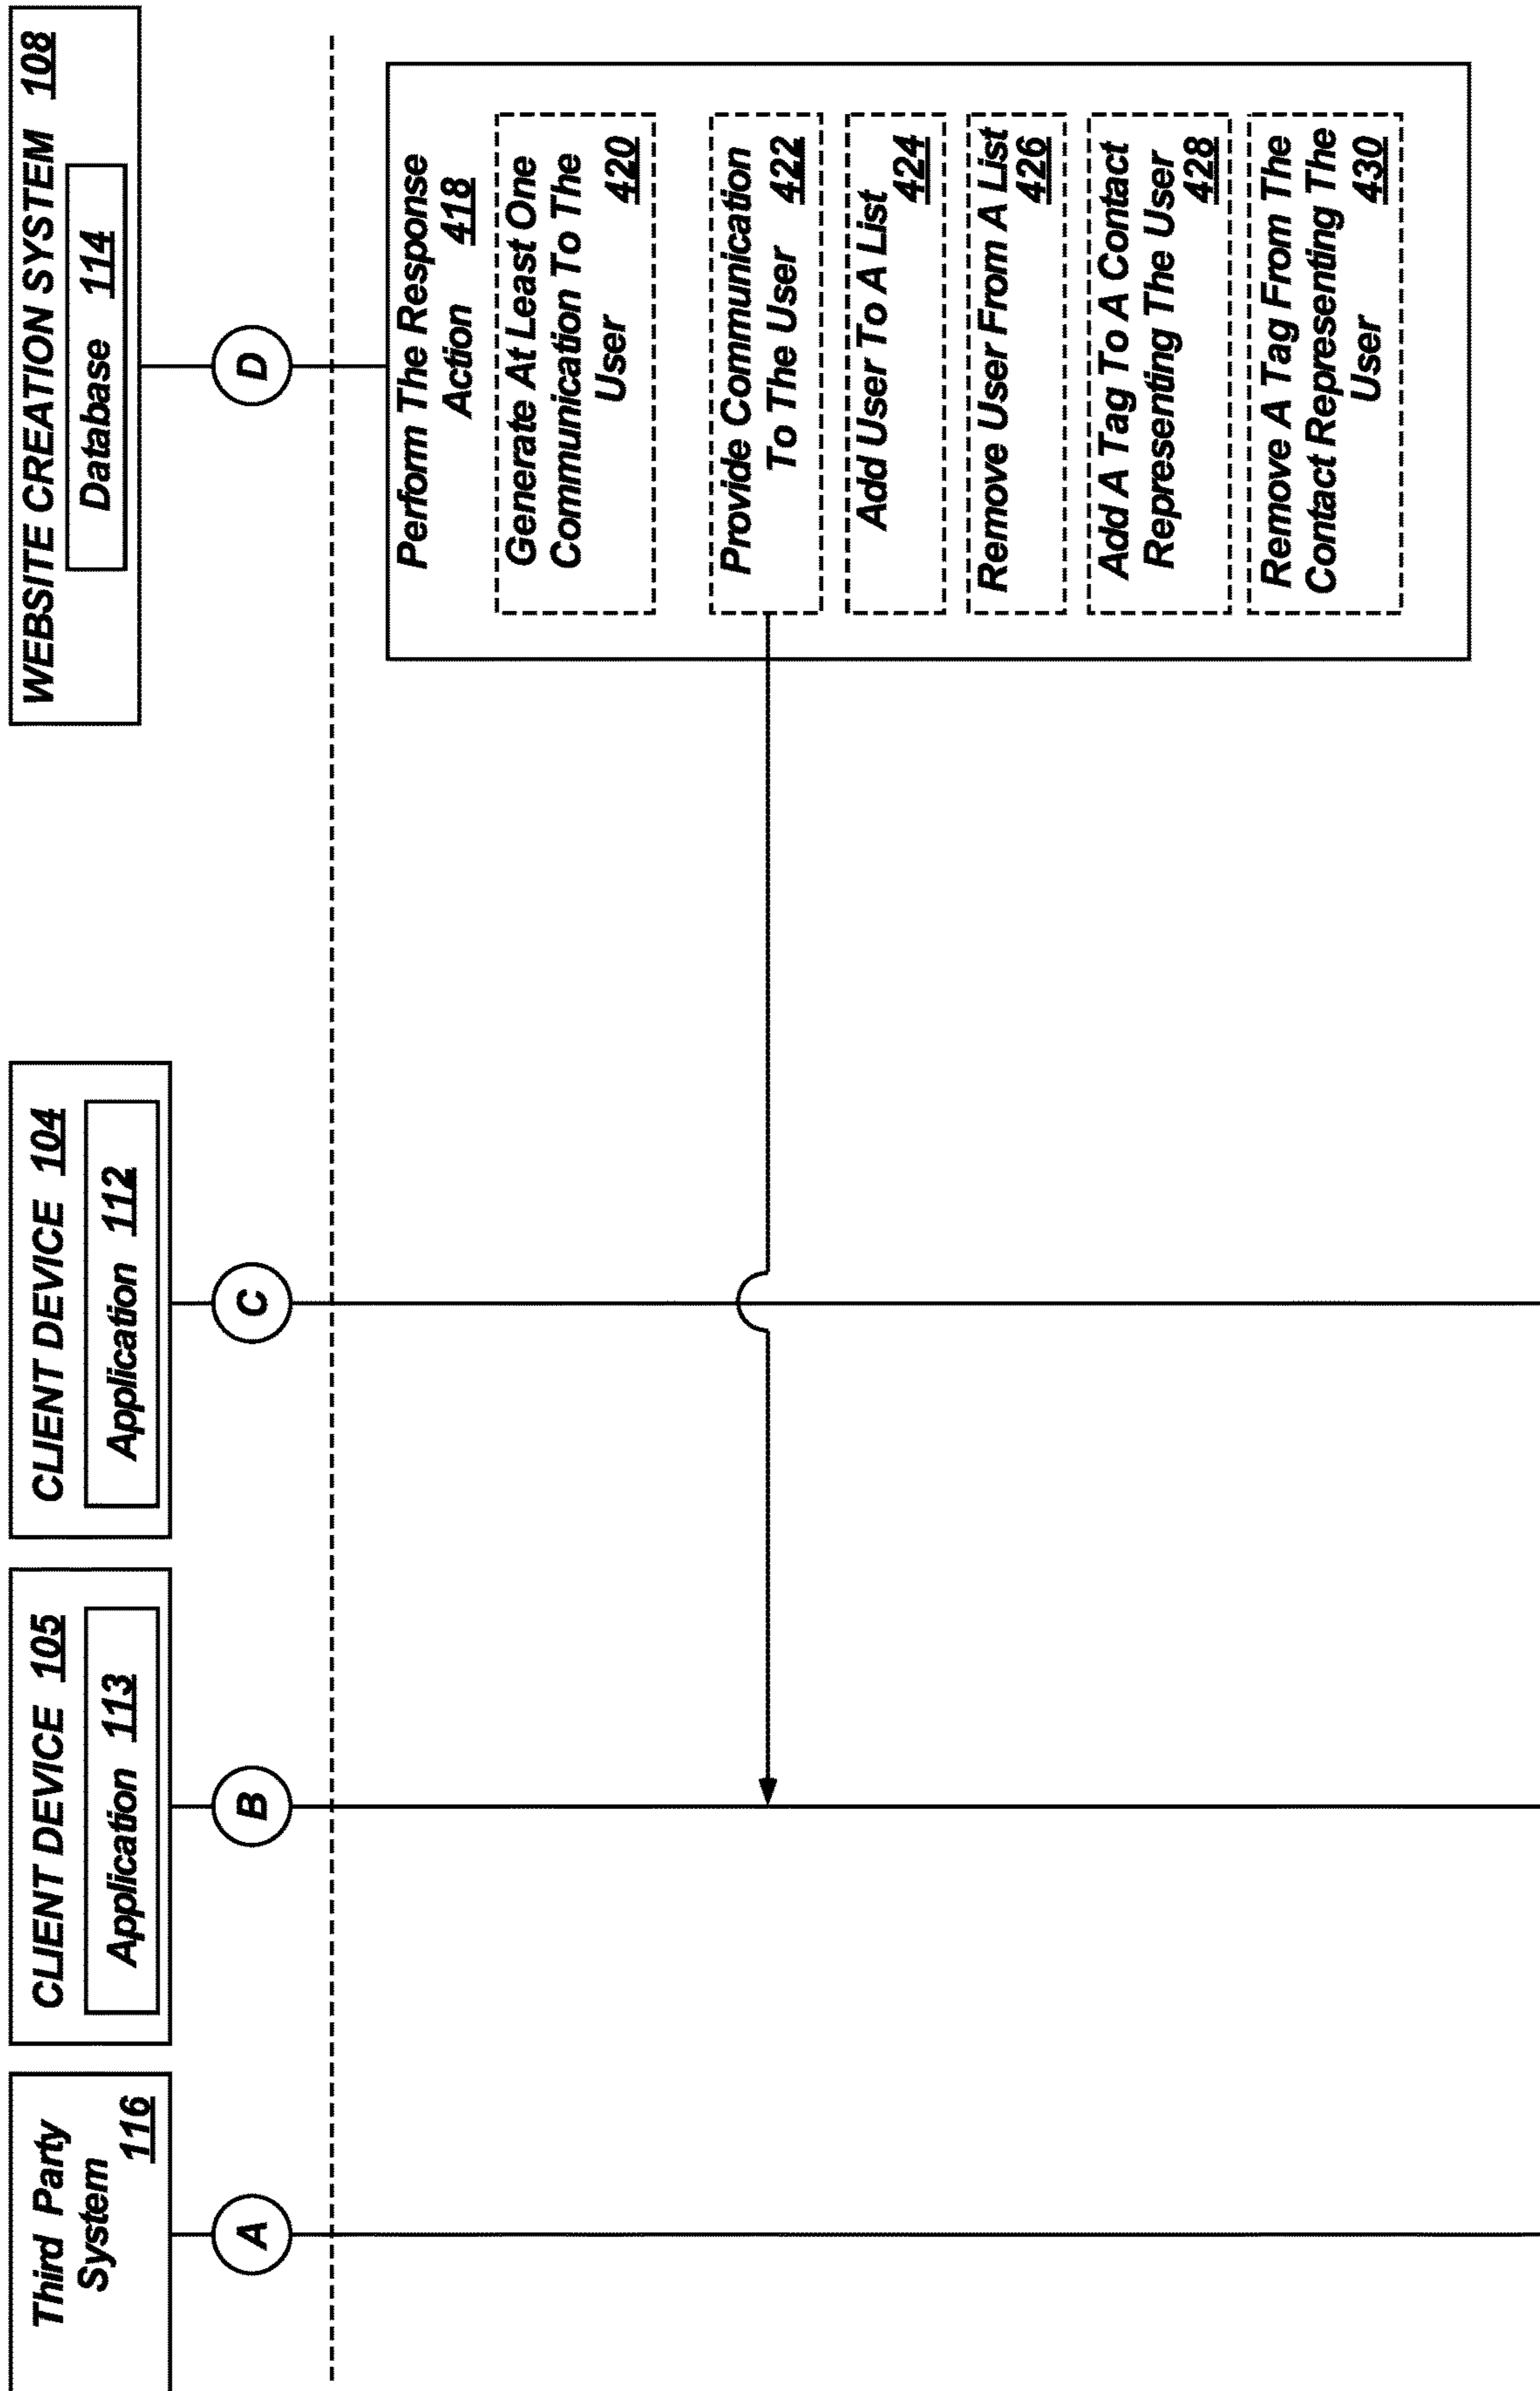 Third Party
System
116
CLIENT DEVICE 105
Application 113
CLIENT DEVICE 104
Application 112
WEBSITE CREATION SYSTEM 108
Database 114
A
B
C
D
Perform The Response
Action 418
Generate At Least One
Communication To The
User 420
Provide Communication
To The User 422
Add User To A List
424
Remove User From A List
426
Add A Tag To A Contact
Representing The User
428
Remove A Tag From The
Contact Representing The
User 430